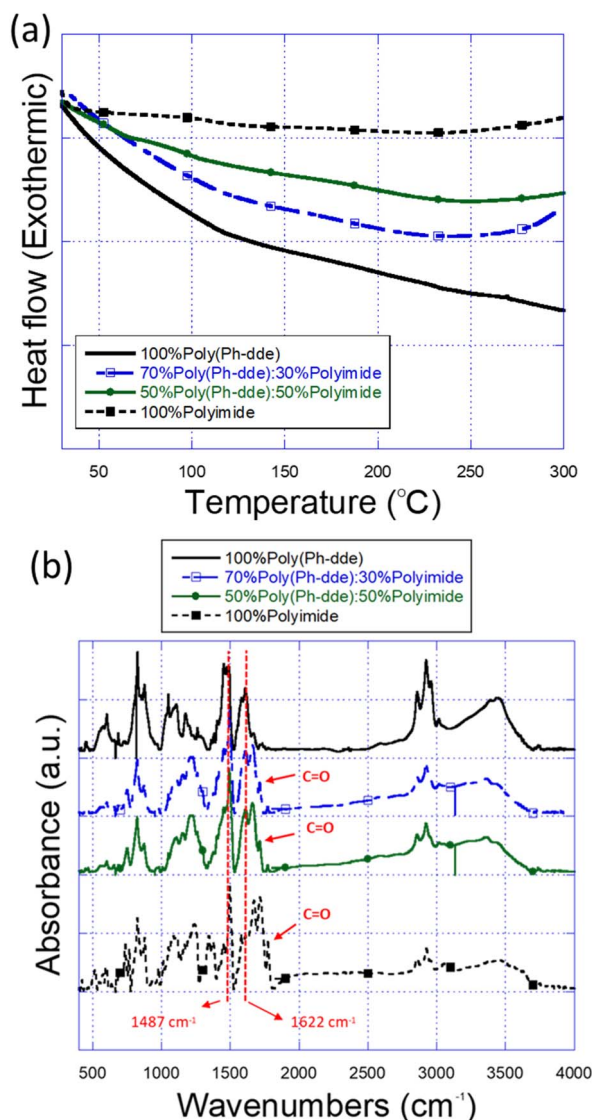 (a)
Heat flow (Exothermic)
100%Poly(Ph-dde)
70%Poly(Ph-dde):30%Polyimide
50%Poly(Ph-dde):50%Polyimide
100%Polyimide
50 100 150 200 250 300
Temperature (°C)
(b)
100%Poly(Ph-dde)
70%Poly(Ph-dde):30%Polyimide
50%Poly(Ph-dde):50%Polyimide
100%Polyimide
Absorbance (a.u.)
C=O
C=O
C=O
1487 cm⁻¹ 1622 cm⁻¹
500 1000 1500 2000 2500 3000 3500 4000
Wavenumbers (cm⁻¹)